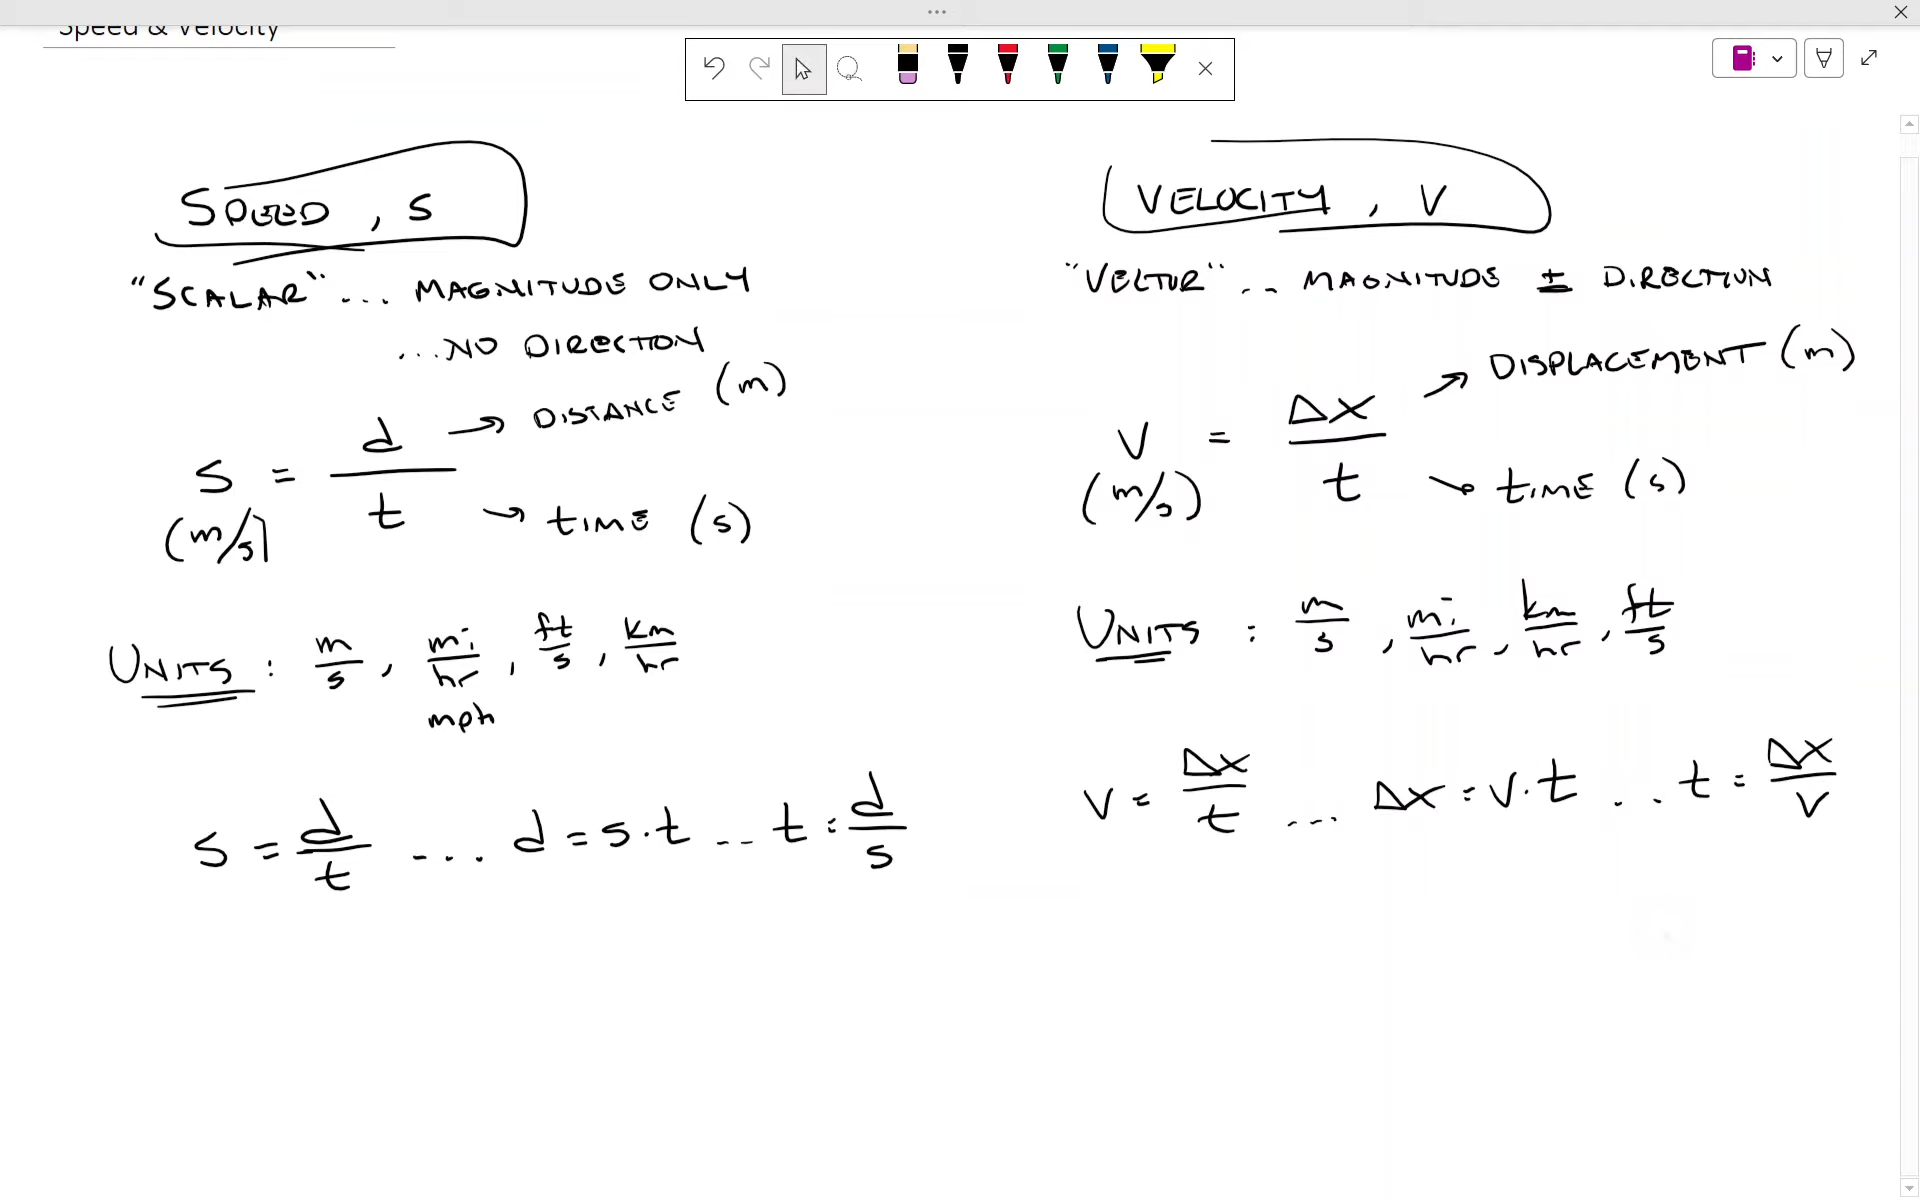 Speed & Velocity
SPEED , s
"SCALAR" ... MAGNITUDE ONLY
... NO DIRECTION
s = d / t
d → DISTANCE (m)
(m/s)
t → TIME (s)
UNITS : m/s , mi/hr , ft/s , km/hr
mph
s = d/t .... d = s·t ... t = d/s
VELOCITY , V
"VECTOR" ... MAGNITUDE ± DIRECTION
V = Δx / t
Δx → DISPLACEMENT (m)
(m/s)
t → TIME (s)
UNITS : m/s , mi/hr , km/hr , ft/s
V = Δx/t .... Δx = V·t ... t = Δx/V